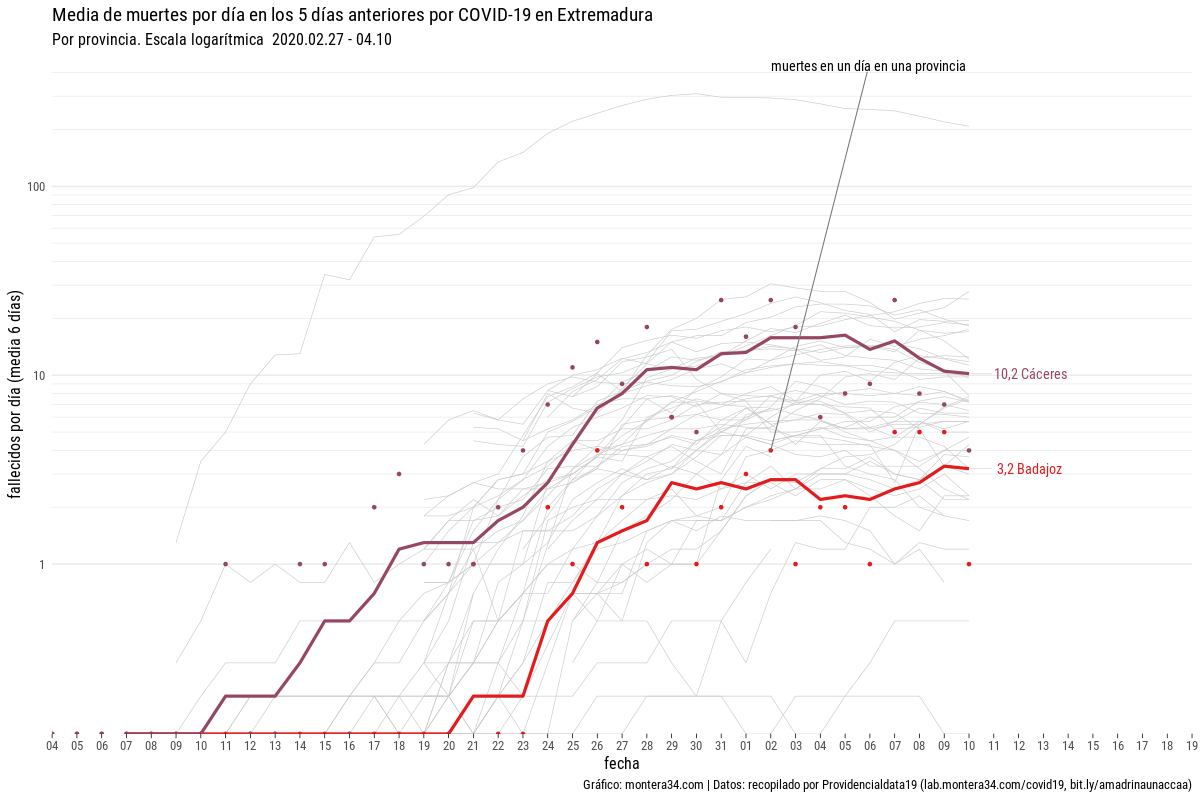 Media de muertes por día en los 5 días anteriores por COVID-19 en Extremadura
Por provincia. Escala logarítmica 2020.02.27 - 04.10
muertes en un día en una provincia
fallecidos por día (media 6 días)
100
10
1
10,2 Cáceres
3,2 Badajoz
04 05 06 07 08 09 10 11 12 13 14 15 16 17 18 19 20 21 22 23 24 25 26 27 28 29 30 31 01 02 03 04 05 06 07 08 09 10 11 12 13 14 15 16 17 18 19
fecha
Gráfico: montera34.com | Datos: recopilado por Providencialdata19 (lab.montera34.com/covid19, bit.ly/amadrinaunaccaa)